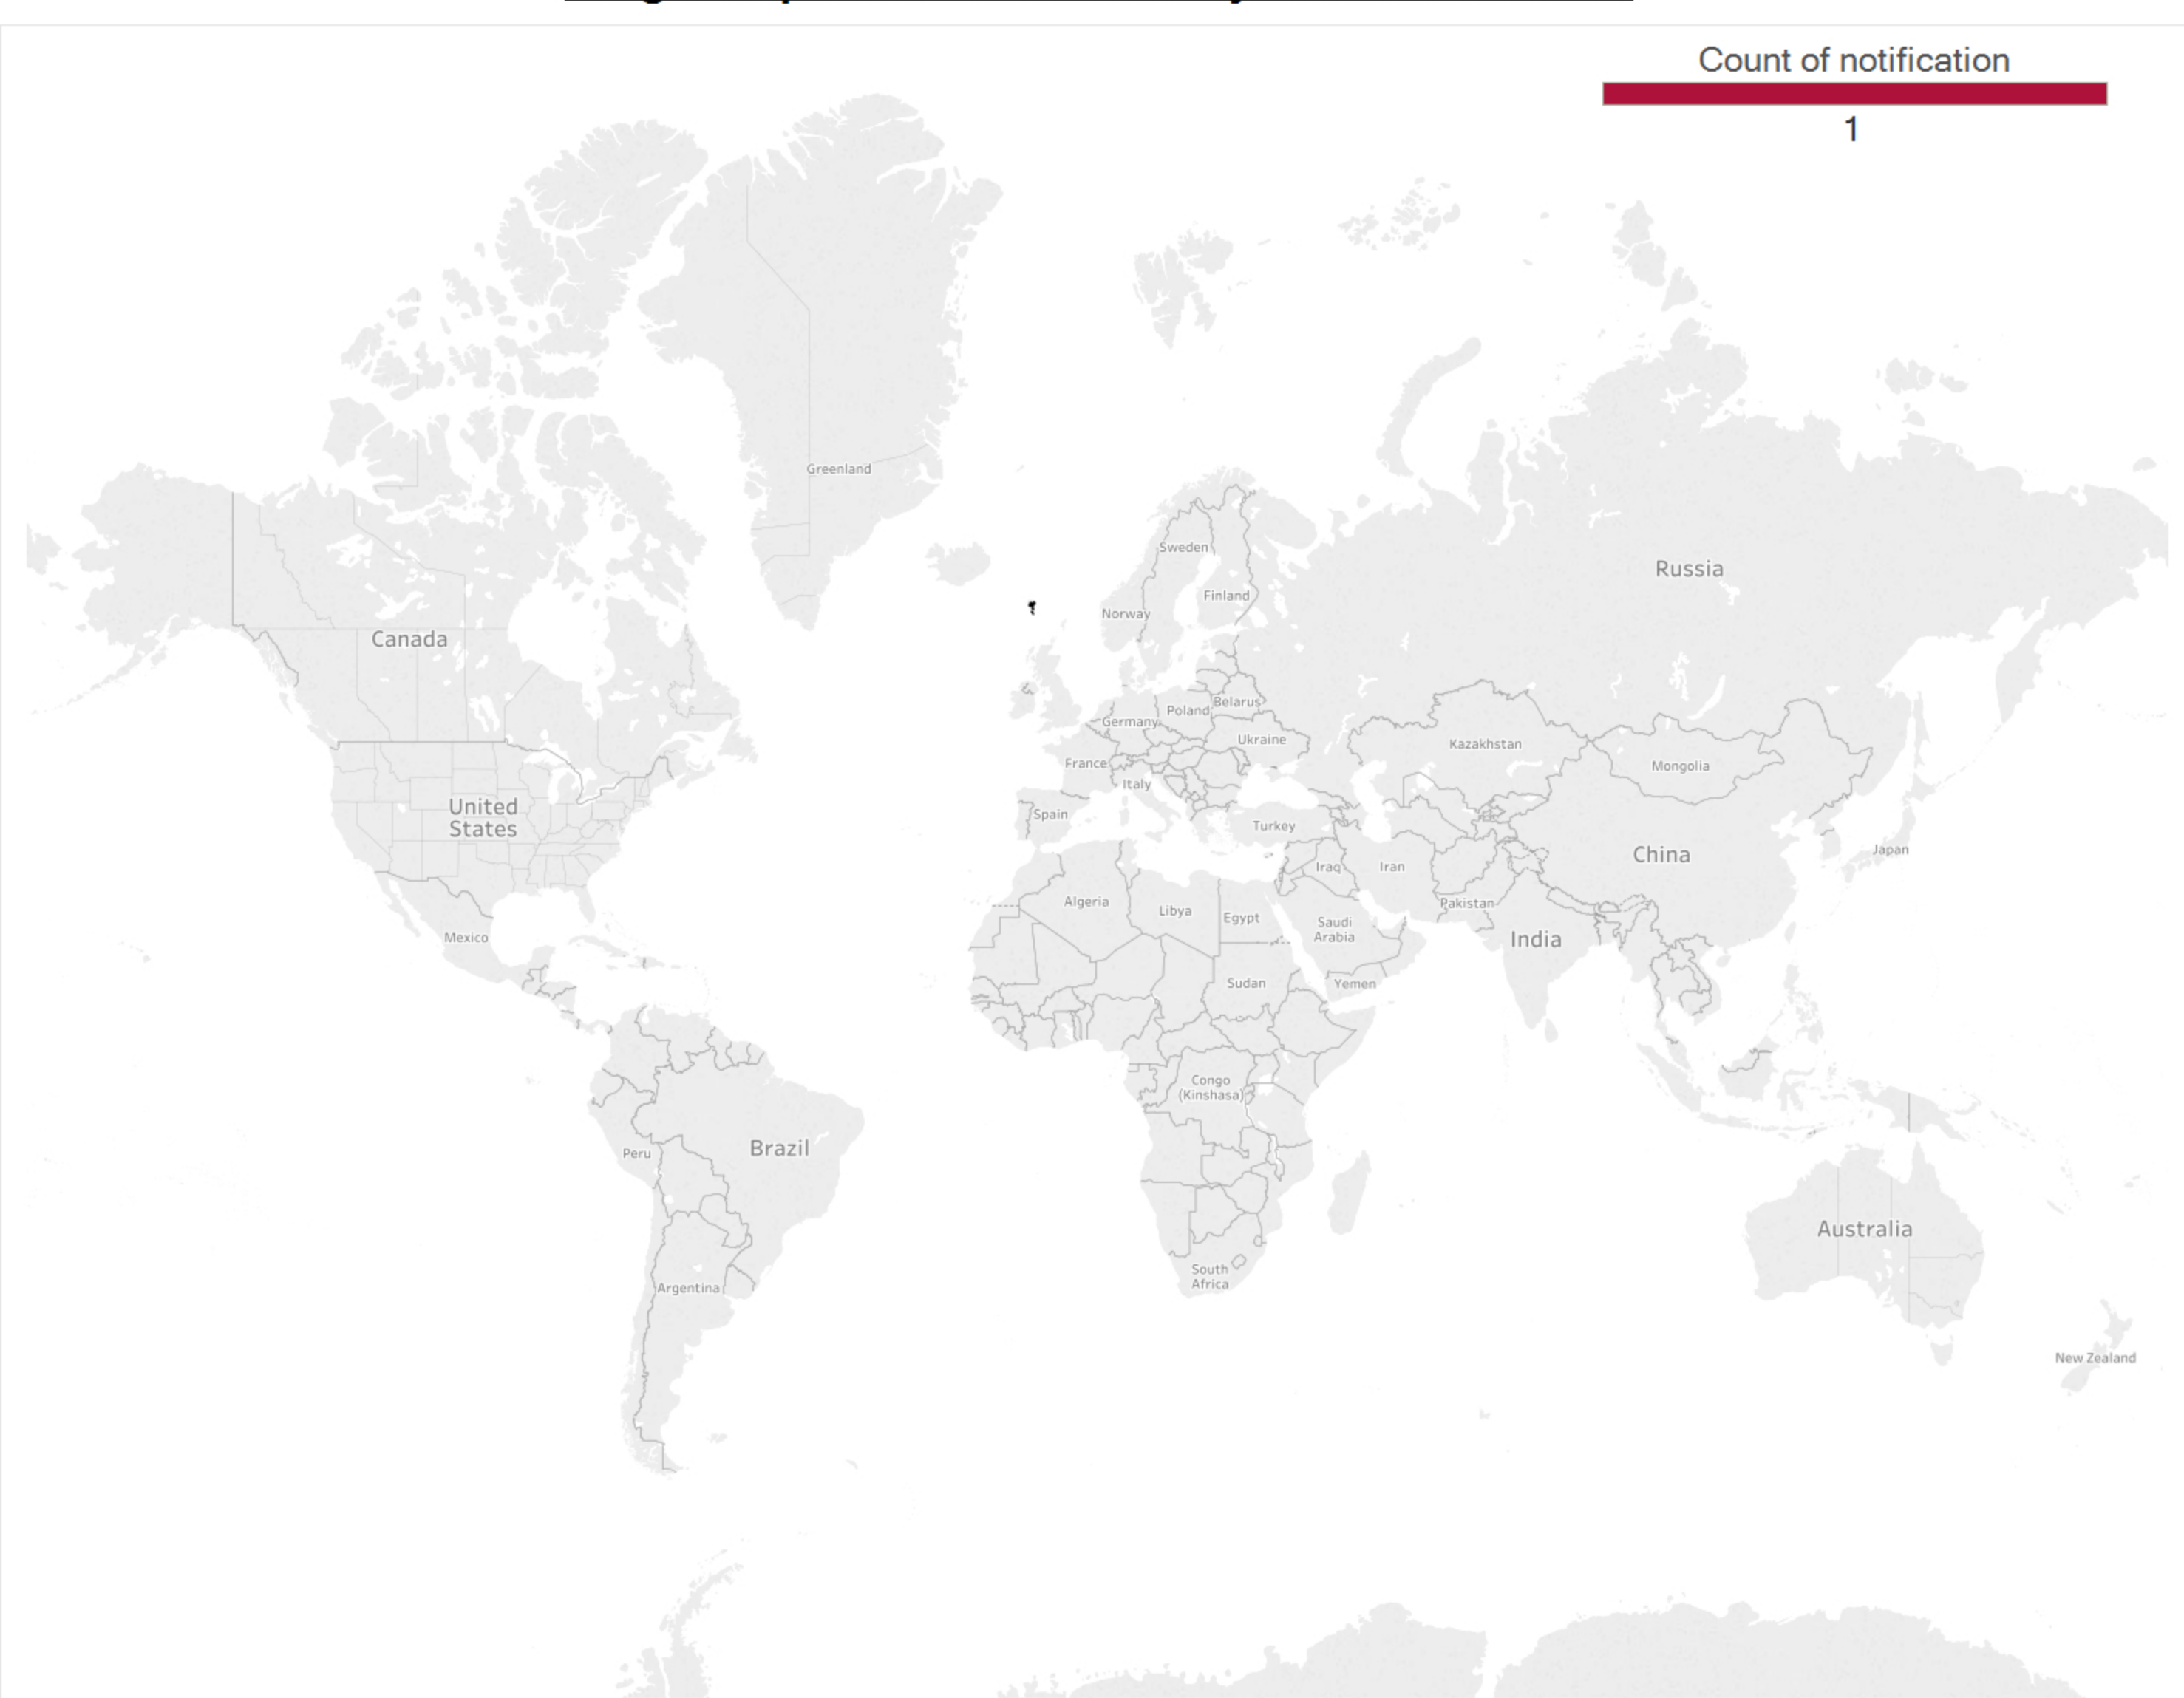 Count of notification
1
Greenland
Sweden
Russia
Finland
Norway
Canada
Belarus
Poland
Germany
Ukraine
Kazakhstan
France
Mongolia
Italy
United
States
Spain
Turkey
Japan
China
Iraq
Iran
Algeria
Pakistan
Libya
Egypt
Saudi
Arabia
India
Mexico
Sudan
Yemen
Congo
(Kinshasa)
Brazil
Peru
Australia
South
Africa
Argentina
New Zealand